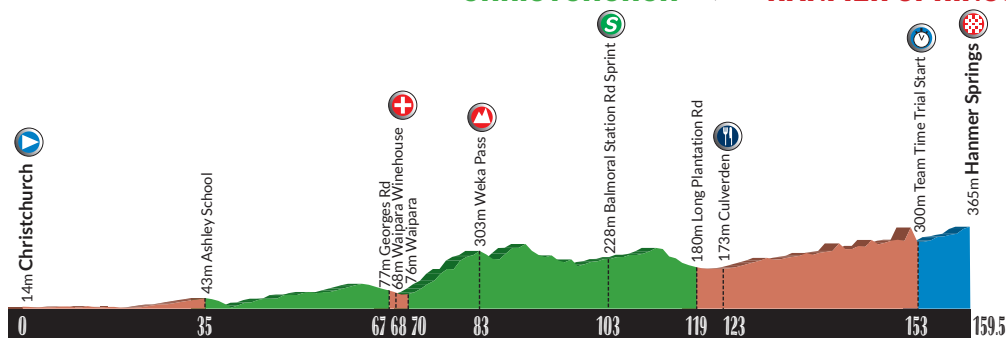 14m Christchurch
43m Ashley School
77m Georges Rd
68m Waipara Winehouse
76m Waipara
303m Weka Pass
S
228m Balmoral Station Rd Sprint
180m Long Plantation Rd
173m Culverden
300m Team Time Trial Start
365m Hanmer Springs
0 35 67 68 70 83 103 119 123 153 159.5